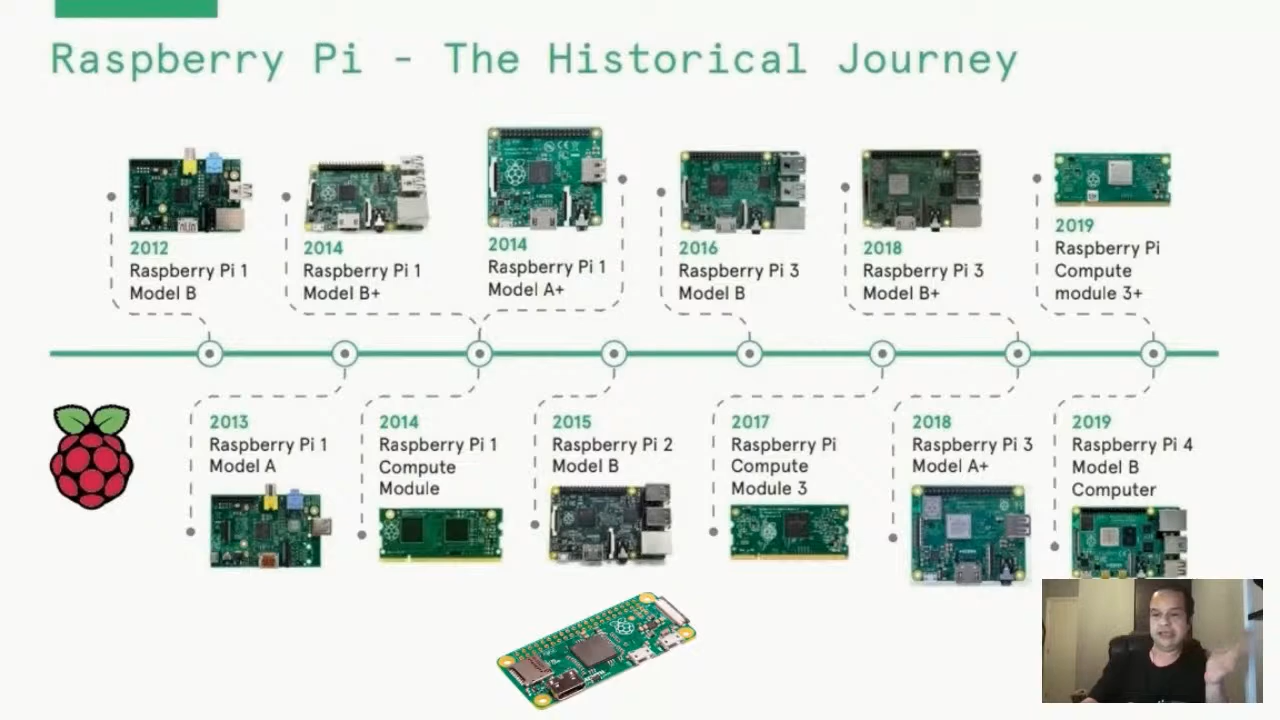 Raspberry Pi - The Historical Journey
2012
Raspberry Pi 1
Model B
2014
Raspberry Pi 1
Model B+
2014
Raspberry Pi 1
Model A+
2016
Raspberry Pi 3
Model B
2018
Raspberry Pi 3
Model B+
2019
Raspberry Pi
Compute
module 3+
2013
Raspberry Pi 1
Model A
2014
Raspberry Pi 1
Compute
Module
2015
Raspberry Pi 2
Model B
2017
Raspberry Pi
Compute
Module 3
2018
Raspberry Pi 3
Model A+
2019
Raspberry Pi 4
Model B
Computer